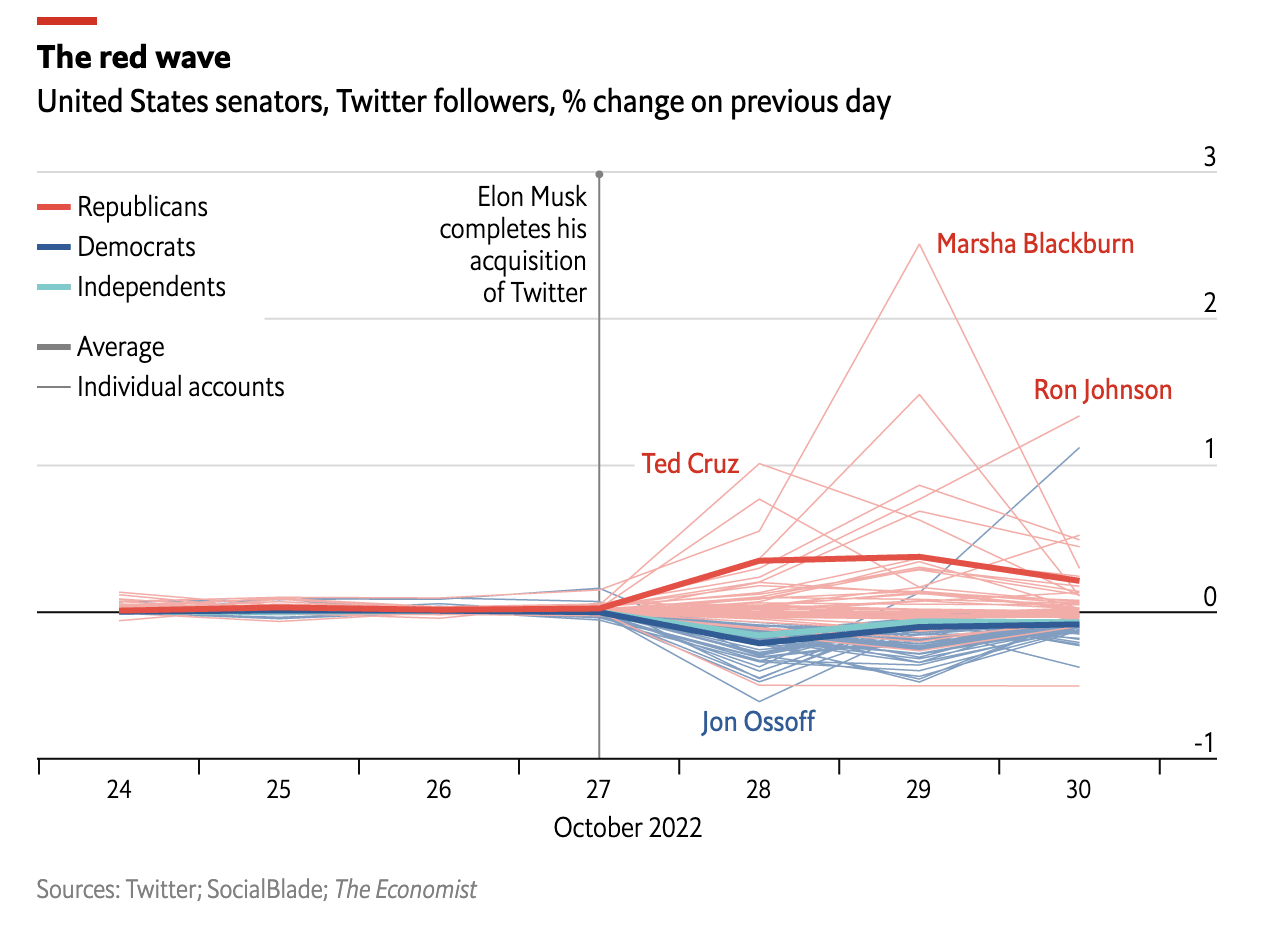 The red wave
United States senators, Twitter followers, % change on previous day
3
Republicans
Democrats
Independents
Average
Individual accounts
Elon Musk
completes his
acquisition
of Twitter
Marsha Blackburn
2
Ron Johnson
Ted Cruz
1
0
Jon Ossoff
-1
24 25 26 27 28 29 30
October 2022
Sources: Twitter; SocialBlade; The Economist